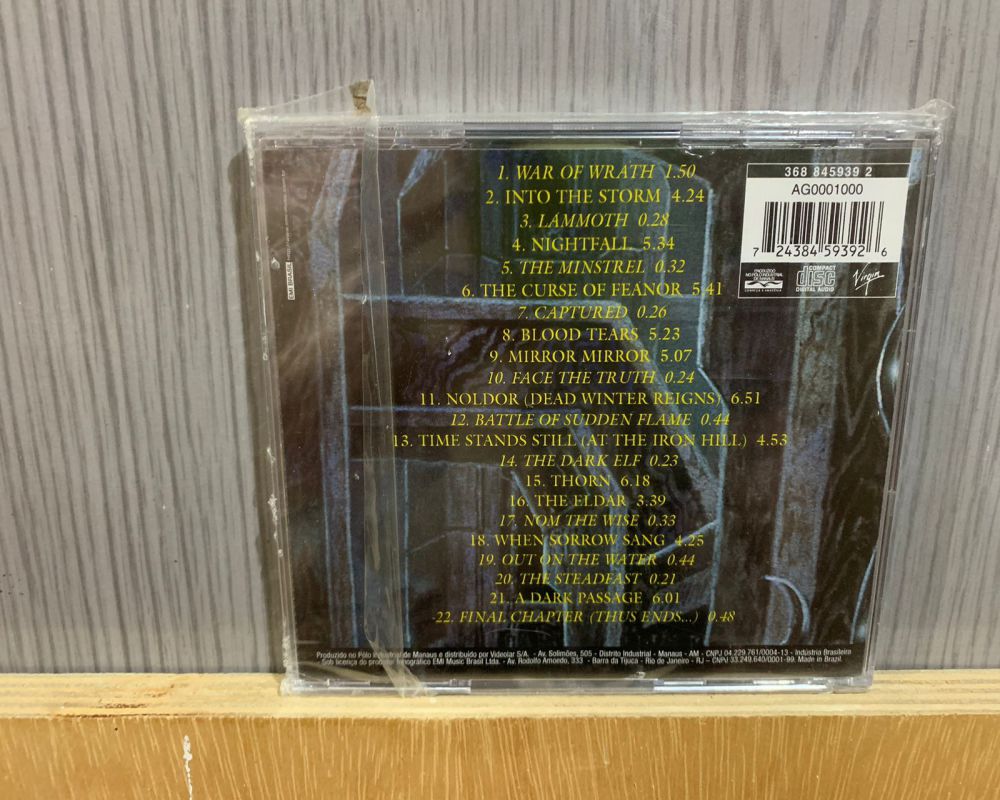 1. WAR OF WRATH 1.50
2. INTO THE STORM 4.24
3. LAMMOTH 0.28
4. NIGHTFALL 5.34
5. THE MINSTREL 0.32
6. THE CURSE OF FEANOR 5.41
7. CAPTURED 0.26
8. BLOOD TEARS 5.23
9. MIRROR MIRROR 5.07
10. FACE THE TRUTH 0.24
11. NOLDOR (DEAD WINTER REIGNS) 6.51
12. BATTLE OF SUDDEN FLAME 0.44
13. TIME STANDS STILL (AT THE IRON HILL) 4.53
14. THE DARK ELF 0.23
15. THORN 6.18
16. THE ELDAR 3.39
17. NOM THE WISE 0.33
18. WHEN SORROW SANG 4.25
19. OUT ON THE WATER 0.44
20. THE STEADFAST 0.21
21. A DARK PASSAGE 6.01
22. FINAL CHAPTER (THUS ENDS...) 0.48
368 845939 2
AG0001000
7 24384 59392 6
PRODUZIDO
NO PÓLO INDUSTRIAL
DE MANAUS
CONHEÇA A AMAZÔNIA
COMPACT
disc
DIGITAL AUDIO
Virgin
EMI BRASIL
Produzido no Pólo Industrial de Manaus e distribuído por Videolar S/A. - Av. Solimões, 505 - Distrito Industrial - Manaus - AM - CNPJ 04.229.761/0004-13 - Indústria Brasileira
Sob licença do produtor fonográfico EMI Music Brasil Ltda. - Av. Rodolfo Amoedo, 333 - Barra da Tijuca - Rio de Janeiro - RJ – CNPJ 33.249.640/0001-99. Made in Brazil.